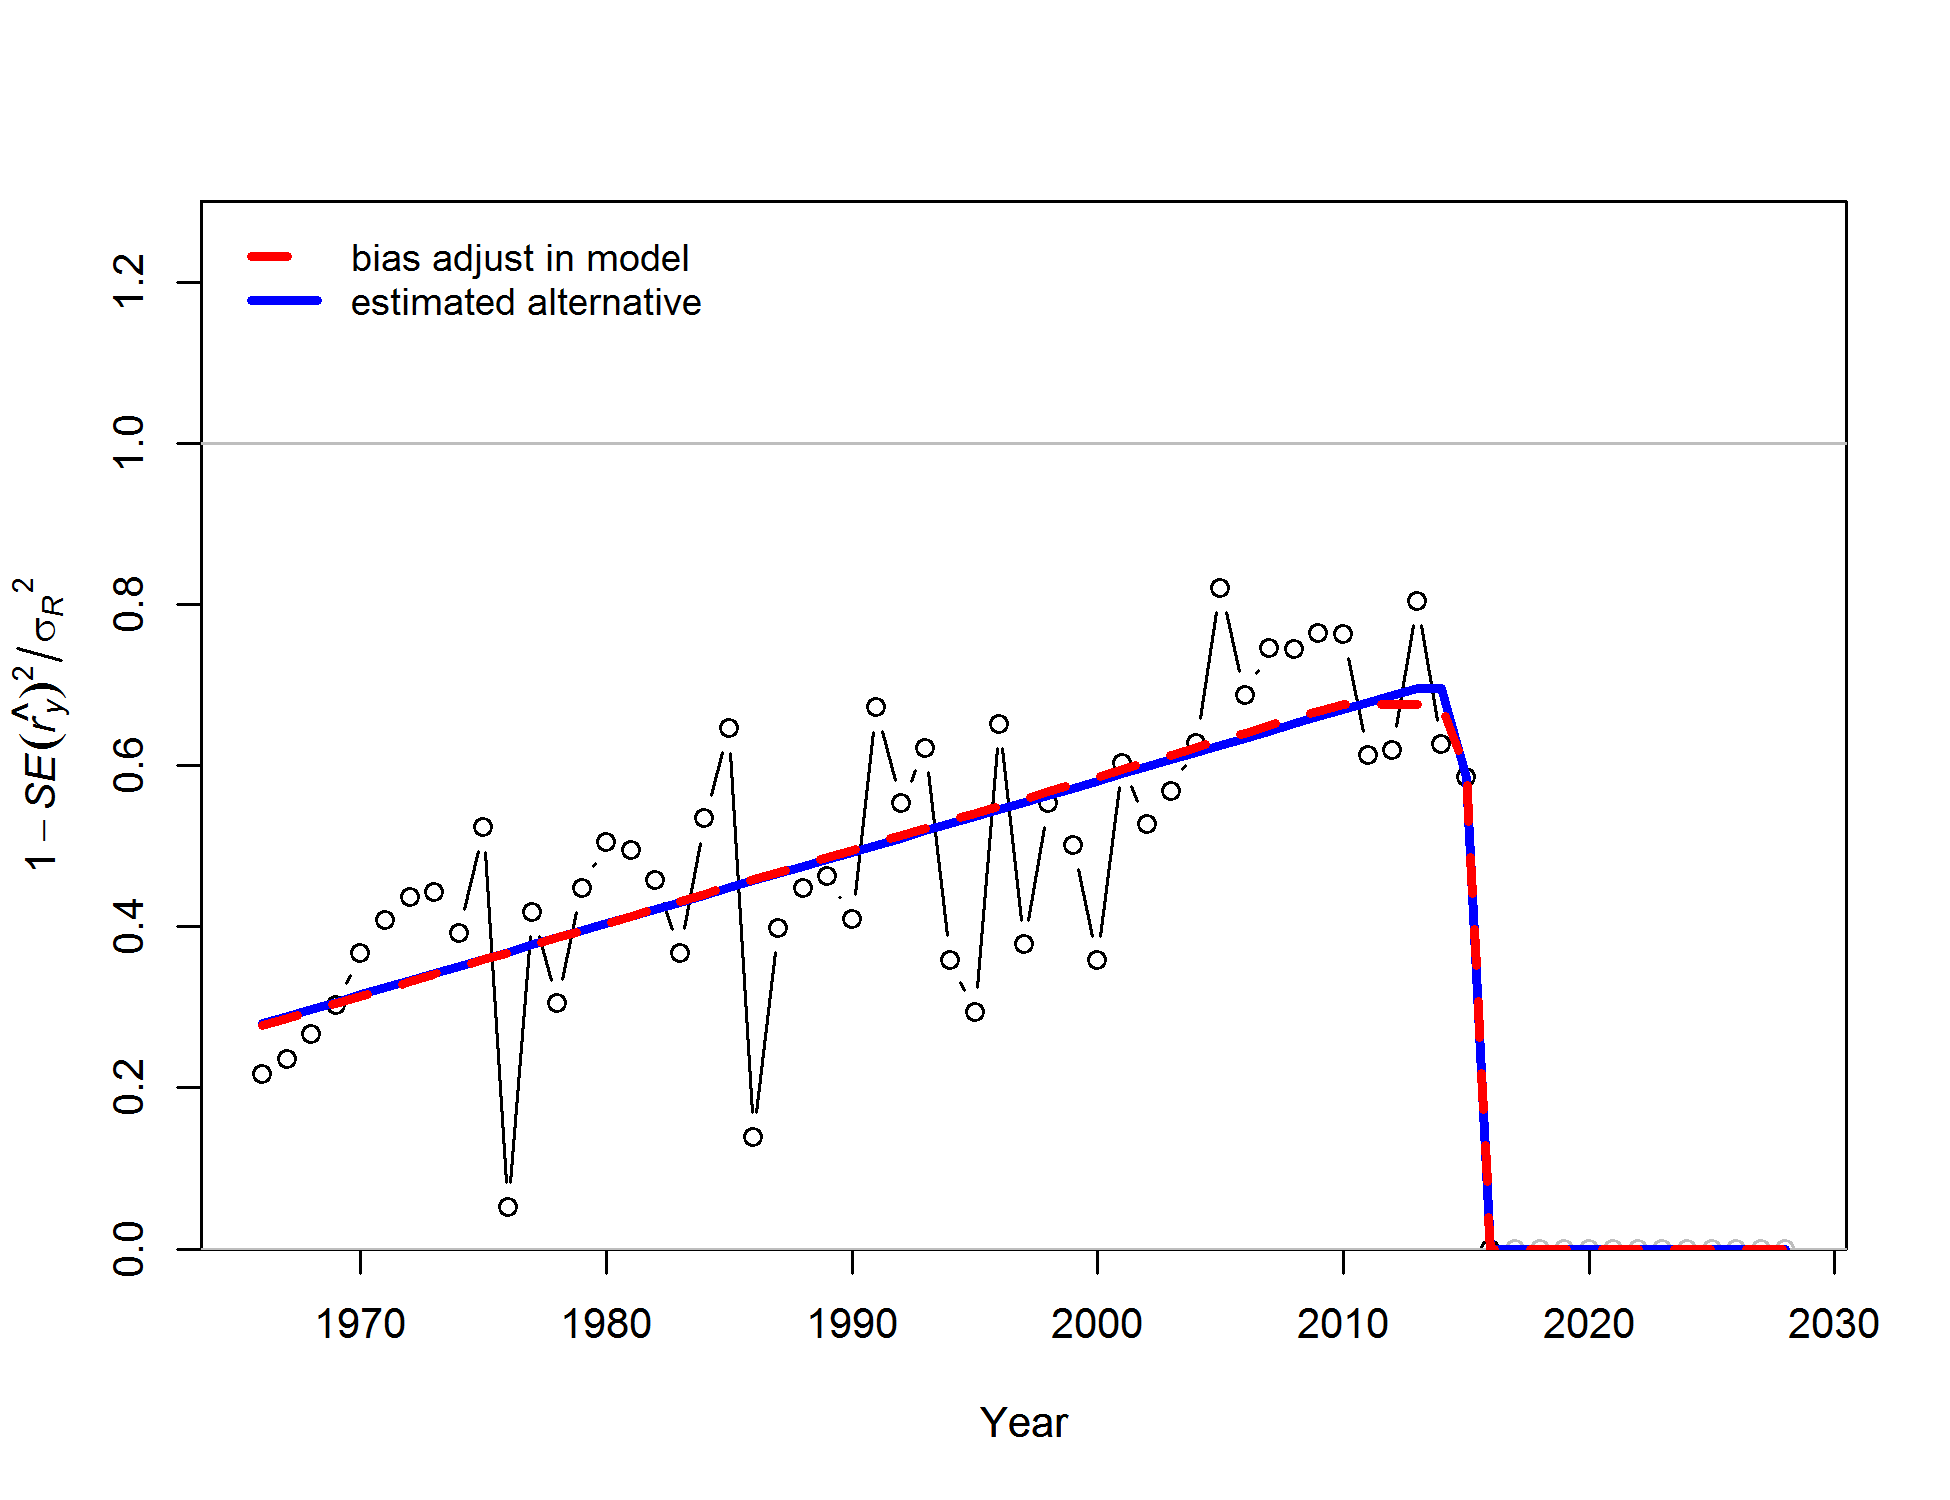 bias adjust in model
estimated alternative
1 − SE(r̂y)² / σR²
1.2
1.0
0.8
0.6
0.4
0.2
0.0
1970 1980 1990 2000 2010 2020 2030
Year